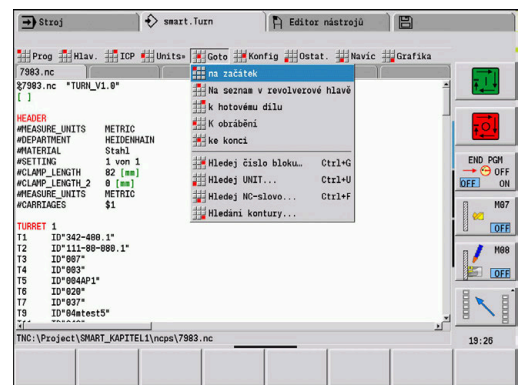 Stroj smart.Turn Editor nástrojů
Prog Hlav. ICP Units» Goto Konfig Ostat. Navíc Grafika
7983.nc
%7983.nc "TURN_V1.0"
[ ]
HEADER
#MEASURE_UNITS METRIC
#DEPARTMENT HEIDENHAIN
#MATERIAL Stahl
#SETTING 1 von 1
#CLAMP_LENGTH 82 [mm]
#CLAMP_LENGTH_2 0 [mm]
#MEASURE_UNITS METRIC
#CARRIAGES $1
TURRET 1
T1 ID"342-400.1"
T2 ID"111-80-080.1"
T3 ID"007"
T4 ID"003"
T5 ID"004AP1"
T6 ID"020"
T7 ID"037"
T9 ID"04mtest5"
na začátek
Na seznam v revolverové hlavě
k hotovému dílu
K obrábění
ke konci
Hledej číslo bloku... Ctrl+G
Hledej UNIT... Ctrl+U
Hledej NC-slovo... Ctrl+F
Hledání kontury...
END PGM
OFF
OFF ON
M07
OFF
M08
OFF
TNC:\Project\SMART_KAPITEL1\ncps\7983.nc
19:26